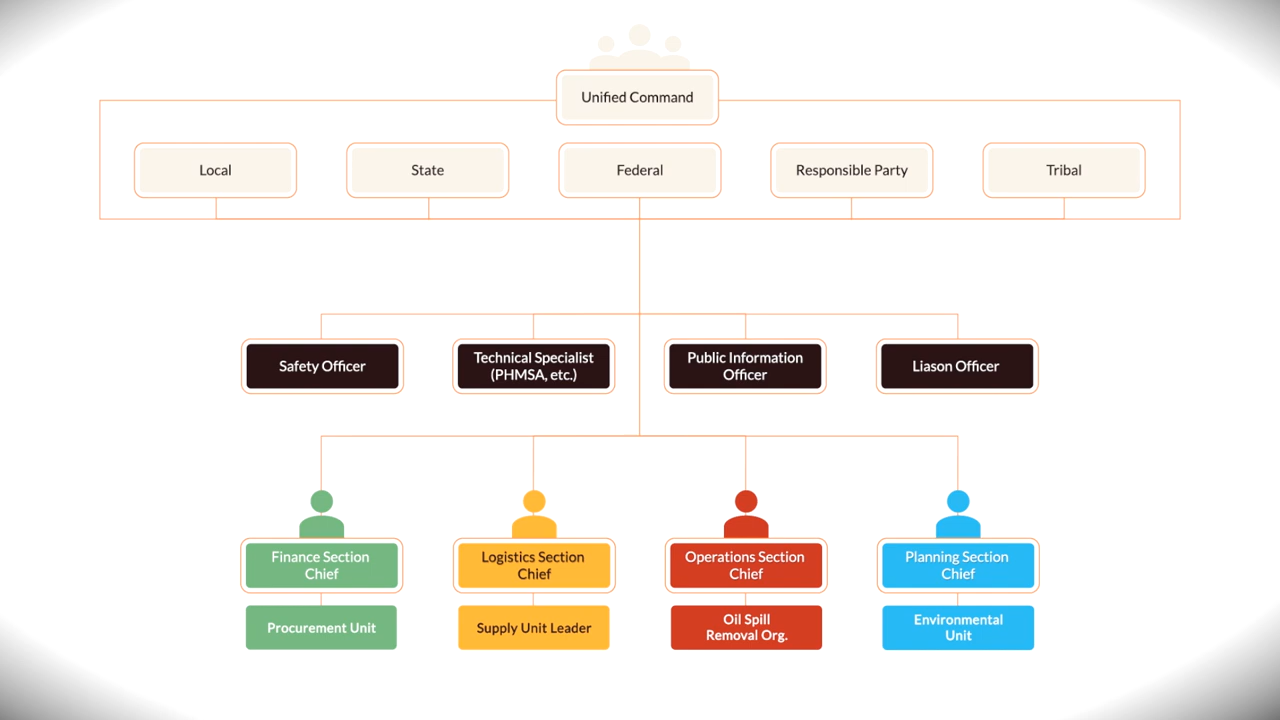 Unified Command
Local
State
Federal
Responsible Party
Tribal
Safety Officer
Technical Specialist
(PHMSA, etc.)
Public Information
Officer
Liason Officer
Finance Section
Chief
Logistics Section
Chief
Operations Section
Chief
Planning Section
Chief
Procurement Unit
Supply Unit Leader
Oil Spill
Removal Org.
Environmental
Unit